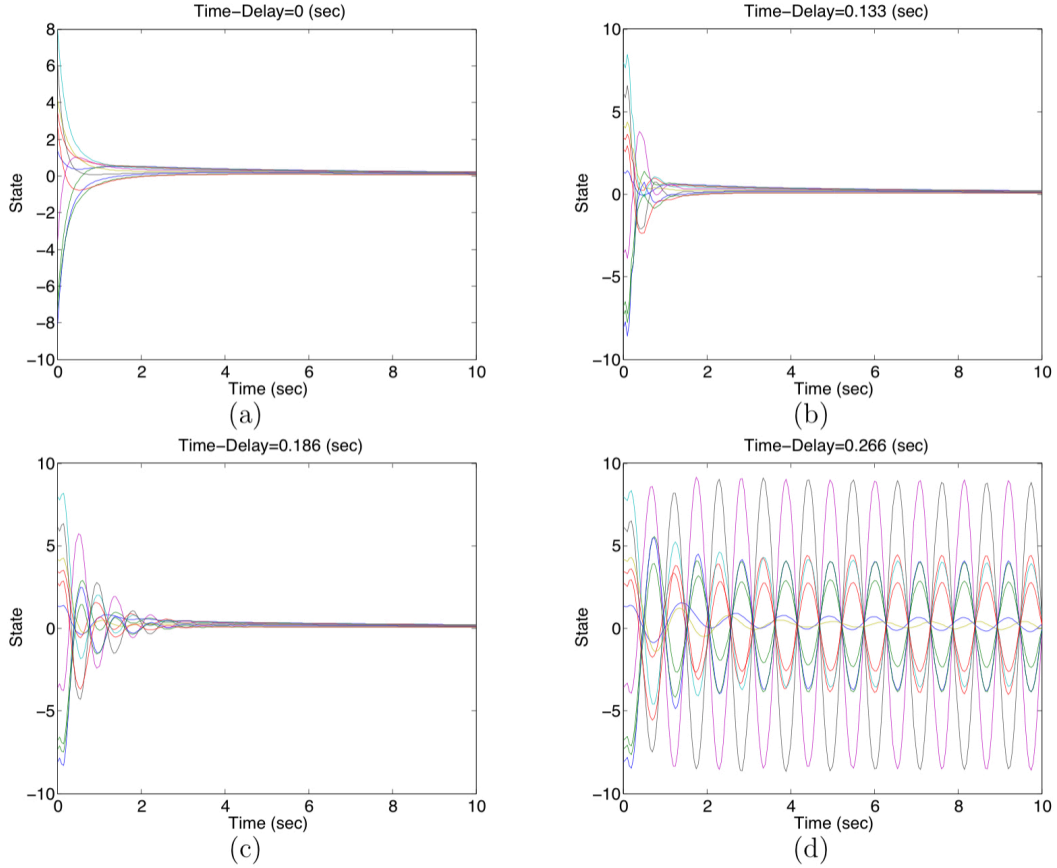 Time-Delay=0 (sec)
8
6
4
2
0
-2
-4
-6
-8
-10
State
0 2 4 6 8 10
Time (sec)
(a)
Time-Delay=0.133 (sec)
10
5
0
-5
-10
State
0 2 4 6 8 10
Time (sec)
(b)
Time-Delay=0.186 (sec)
10
5
0
-5
-10
State
0 2 4 6 8 10
Time (sec)
(c)
Time-Delay=0.266 (sec)
10
5
0
-5
-10
State
0 2 4 6 8 10
Time (sec)
(d)